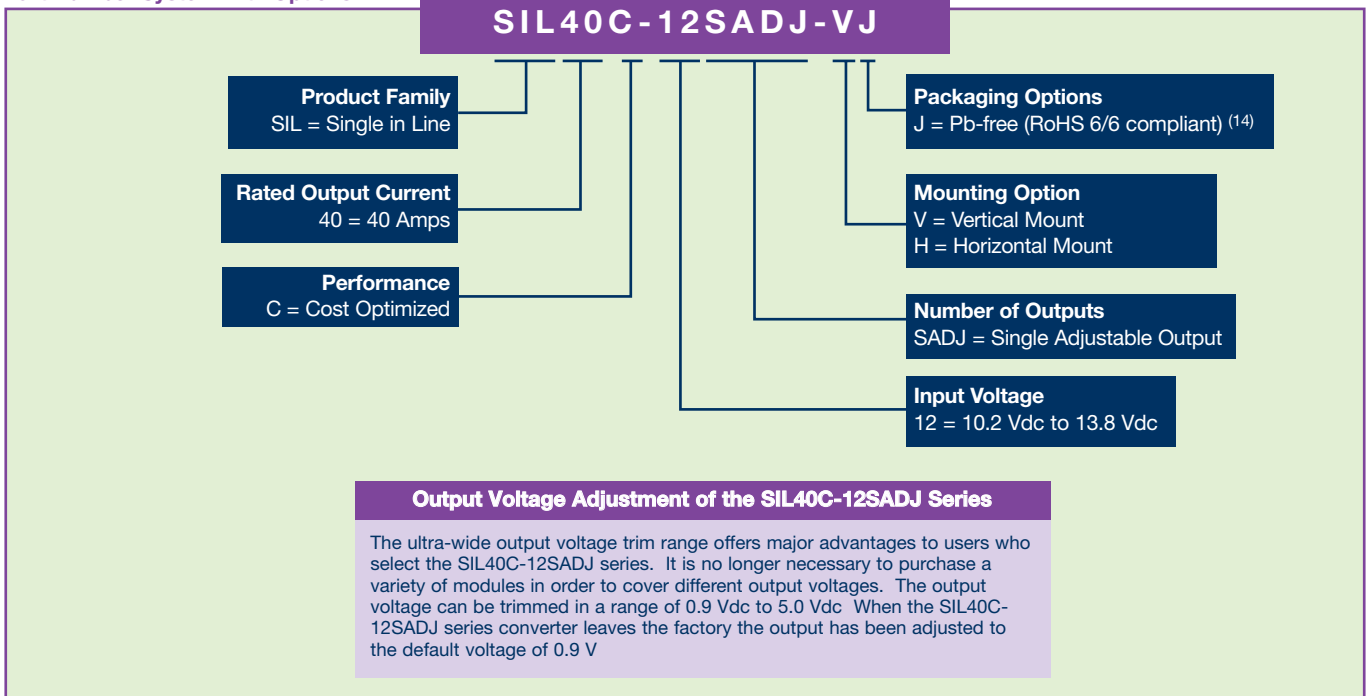 SIL40C-12SADJ-VJ
Product Family
SIL = Single in Line
Rated Output Current
40 = 40 Amps
Performance
C = Cost Optimized
Packaging Options
J = Pb-free (RoHS 6/6 compliant) (14)
Mounting Option
V = Vertical Mount
H = Horizontal Mount
Number of Outputs
SADJ = Single Adjustable Output
Input Voltage
12 = 10.2 Vdc to 13.8 Vdc
Output Voltage Adjustment of the SIL40C-12SADJ Series
The ultra-wide output voltage trim range offers major advantages to users who
select the SIL40C-12SADJ series. It is no longer necessary to purchase a
variety of modules in order to cover different output voltages. The output
voltage can be trimmed in a range of 0.9 Vdc to 5.0 Vdc When the SIL40C-
12SADJ series converter leaves the factory the output has been adjusted to
the default voltage of 0.9 V